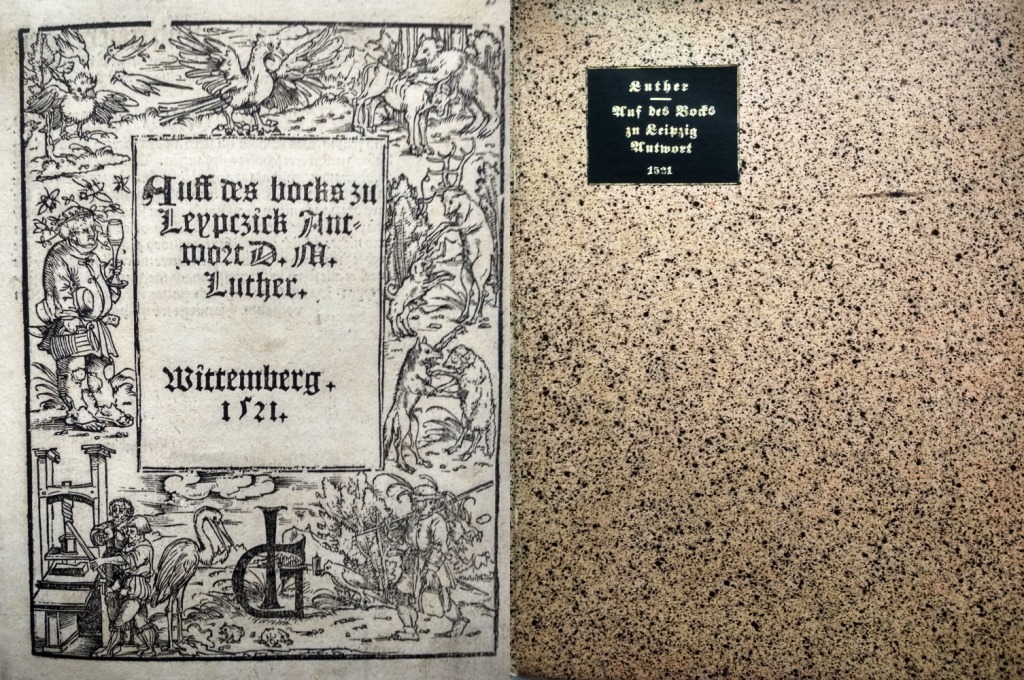 Auff des bocks zu
Leypczick Ant-
wort D. M.
Luther.
Wittemberg.
1521.
Luther
Auf des Bocks
zu Leipzig
Antwort
1521